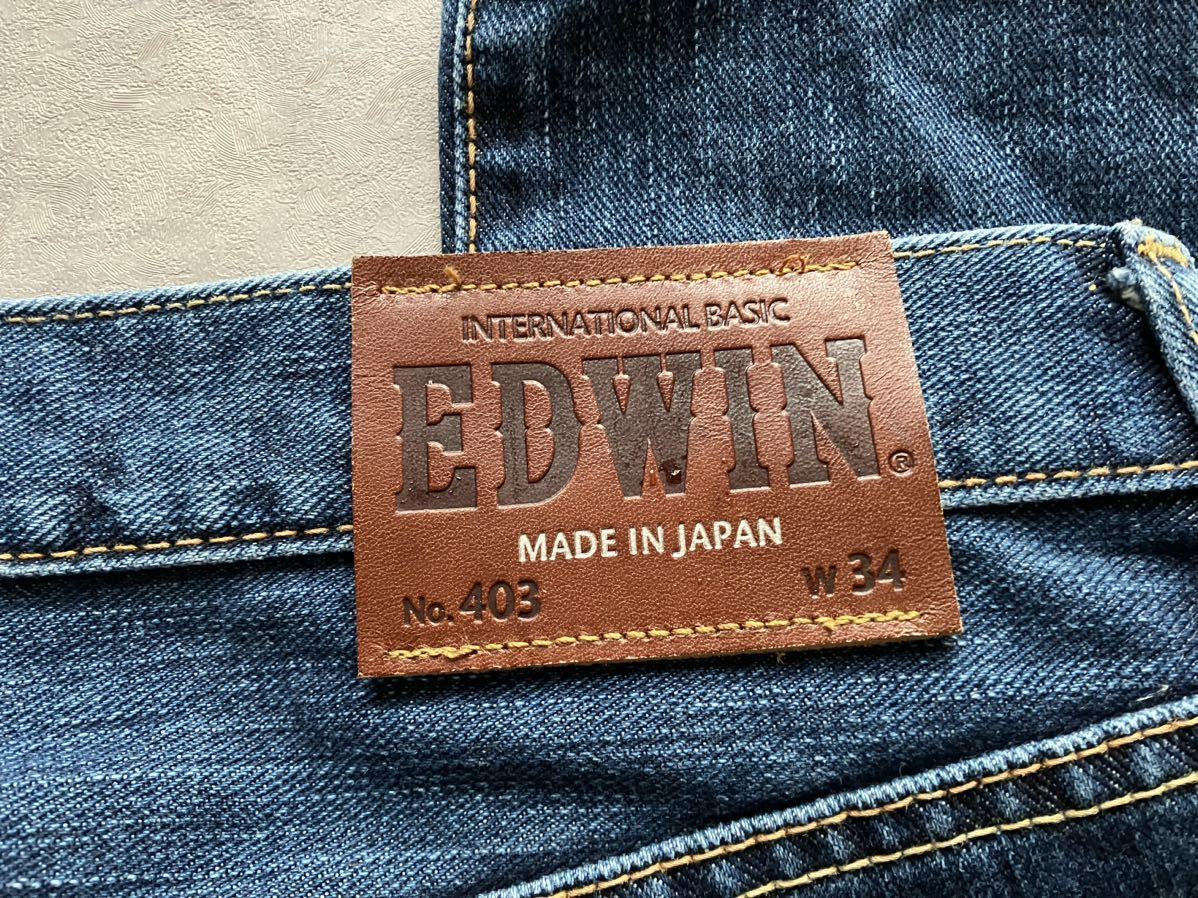 INTERNATIONAL BASIC
EDWIN®
MADE IN JAPAN
No. 403 W 34